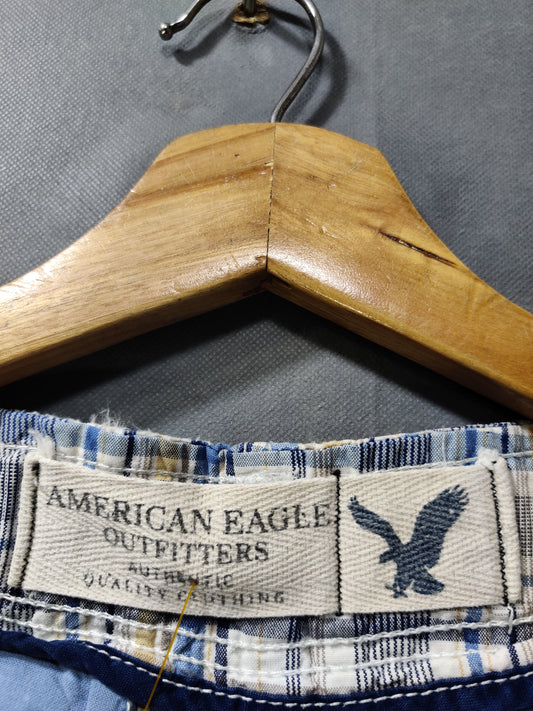 AMERICAN EAGLE
OUTFITTERS
AUTHENTIC
QUALITY CLOTHING